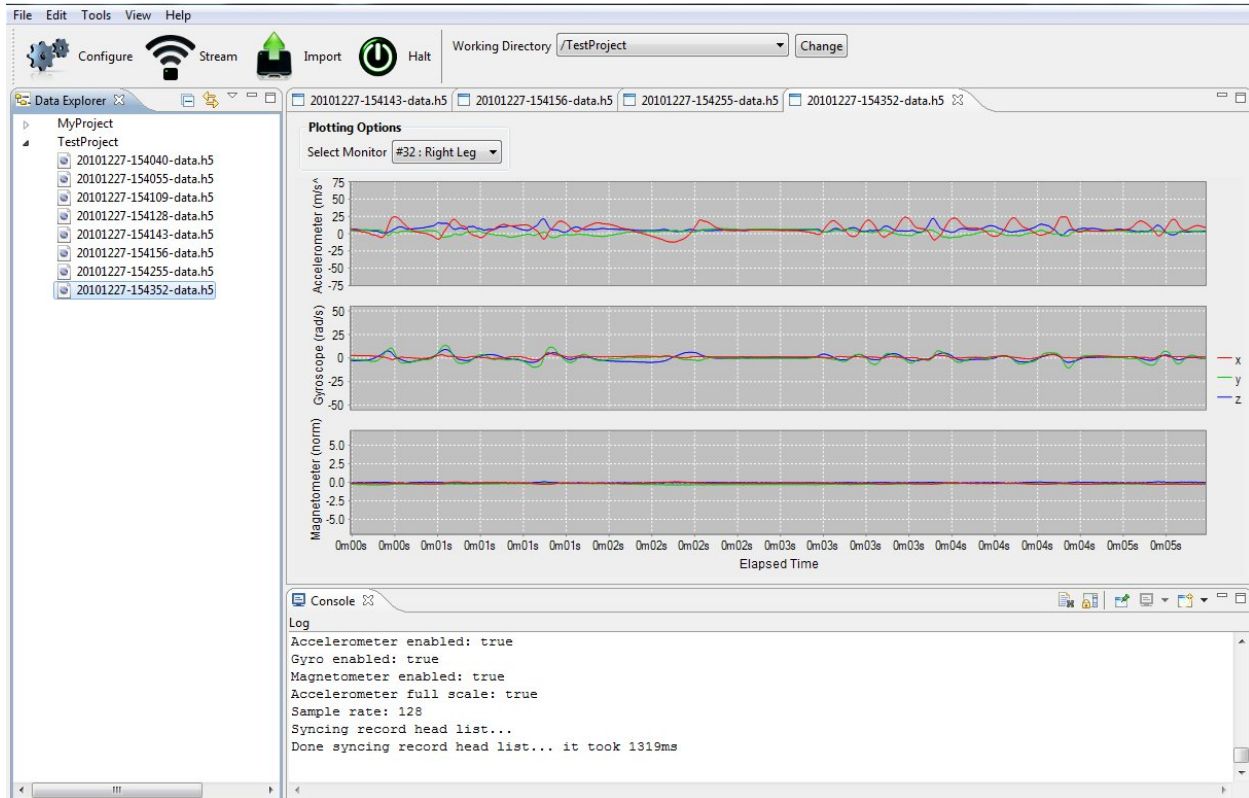 File Edit Tools View Help
Configure Stream Import Halt Working Directory /TestProject Change
Data Explorer
MyProject
TestProject
20101227-154040-data.h5
20101227-154055-data.h5
20101227-154109-data.h5
20101227-154128-data.h5
20101227-154143-data.h5
20101227-154156-data.h5
20101227-154255-data.h5
20101227-154352-data.h5
20101227-154143-data.h5 20101227-154156-data.h5 20101227-154255-data.h5 20101227-154352-data.h5
Plotting Options
Select Monitor #32 : Right Leg
Accelerometer (m/s^
75
50
25
0
-25
-50
-75
Gyroscope (rad/s)
50
25
0
-25
-50
Magnetometer (norm)
5.0
2.5
0.0
-2.5
-5.0
0m00s 0m00s 0m01s 0m01s 0m01s 0m01s 0m02s 0m02s 0m02s 0m02s 0m03s 0m03s 0m03s 0m03s 0m04s 0m04s 0m04s 0m04s 0m05s 0m05s
Elapsed Time
x
y
z
Console
Log
Accelerometer enabled: true
Gyro enabled: true
Magnetometer enabled: true
Accelerometer full scale: true
Sample rate: 128
Syncing record head list...
Done syncing record head list... it took 1319ms